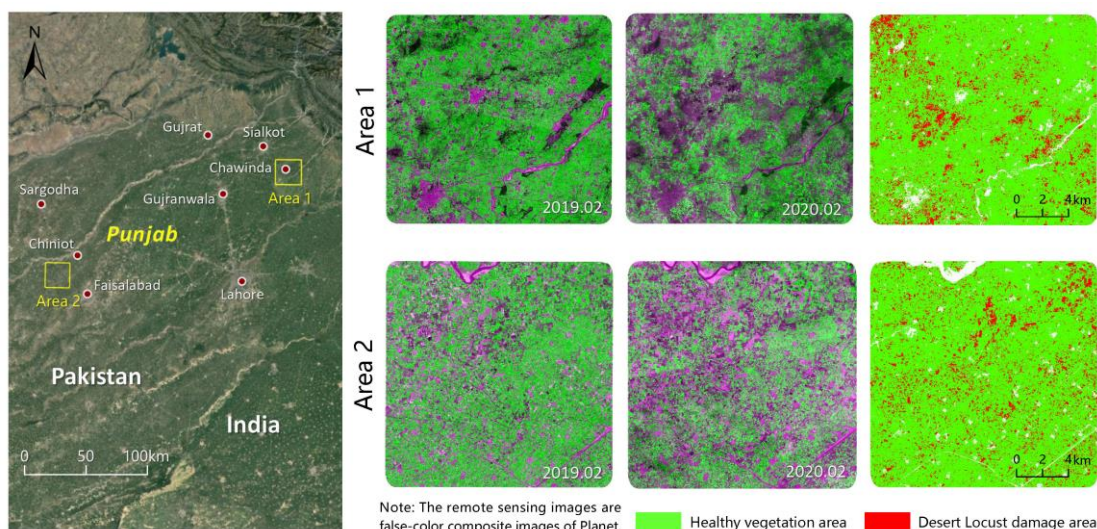 N
Gujrat
Sialkot
Chawinda
Area 1
Sargodha
Gujranwala
Chiniot
Punjab
Area 2
Faisalabad
Lahore
Pakistan
India
0 50 100km
Area 1
2019.02
2020.02
0 2 4km
Area 2
2019.02
2020.02
0 2 4km
Note: The remote sensing images are
false-color composite images of Planet
Healthy vegetation area
Desert Locust damage area